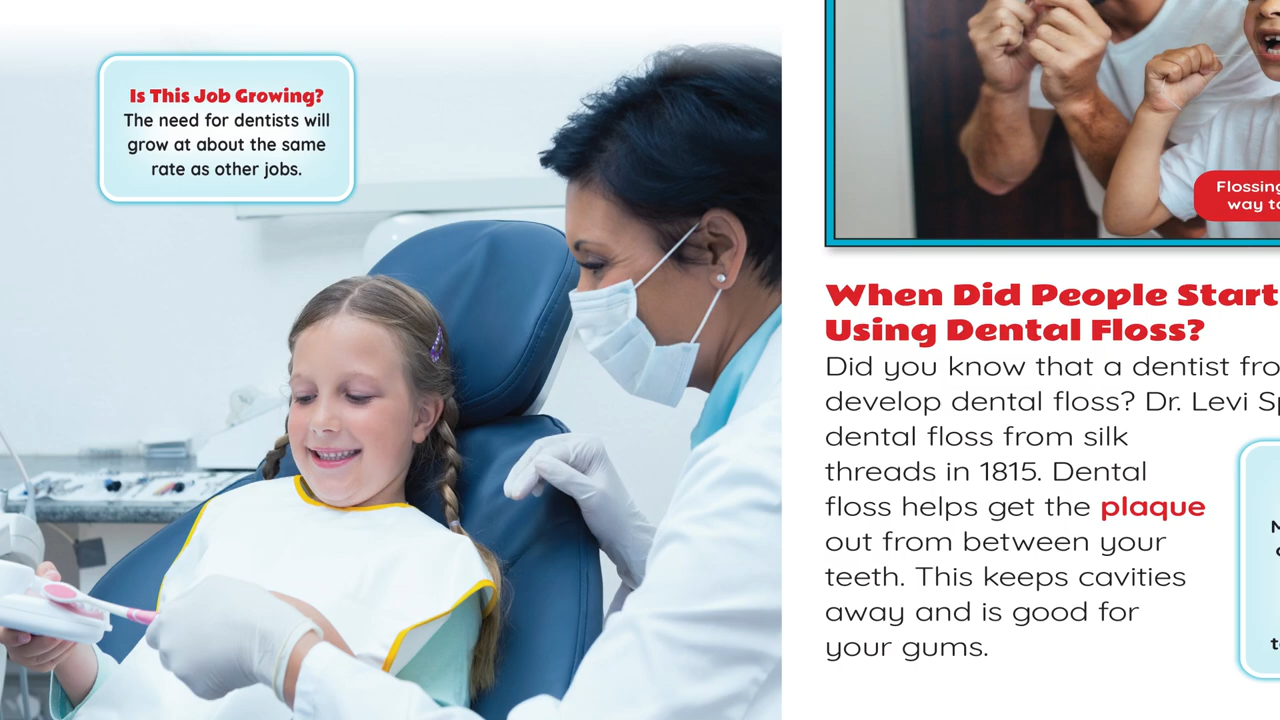 Is This Job Growing?
The need for dentists will
grow at about the same
rate as other jobs.
Flossing
way
When Did People Start
Using Dental Floss?
Did you know that a dentist
develop dental floss? Dr. Levi
dental floss from silk
threads in 1815. Dental
floss helps get the plaque
out from between your
teeth. This keeps cavities
away and is good for
your gums.